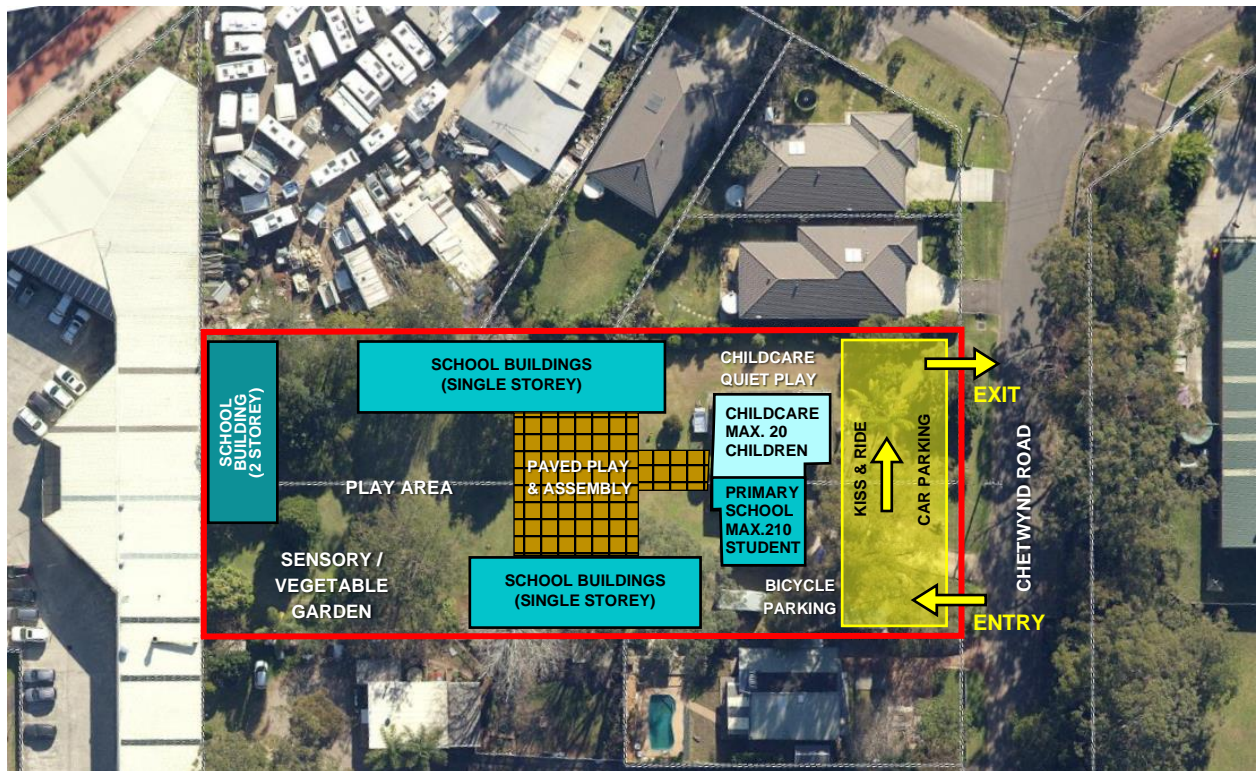 SCHOOL BUILDINGS
(SINGLE STOREY)
CHILDCARE
QUIET PLAY
EXIT
SCHOOL
BUILDING
(2 STOREY)
CHILDCARE
MAX. 20
CHILDREN
KISS & RIDE
CAR PARKING
CHETWYND ROAD
PAVED PLAY
& ASSEMBLY
PLAY AREA
PRIMARY
SCHOOL
MAX.210
STUDENT
SENSORY /
VEGETABLE
GARDEN
SCHOOL BUILDINGS
(SINGLE STOREY)
BICYCLE
PARKING
ENTRY